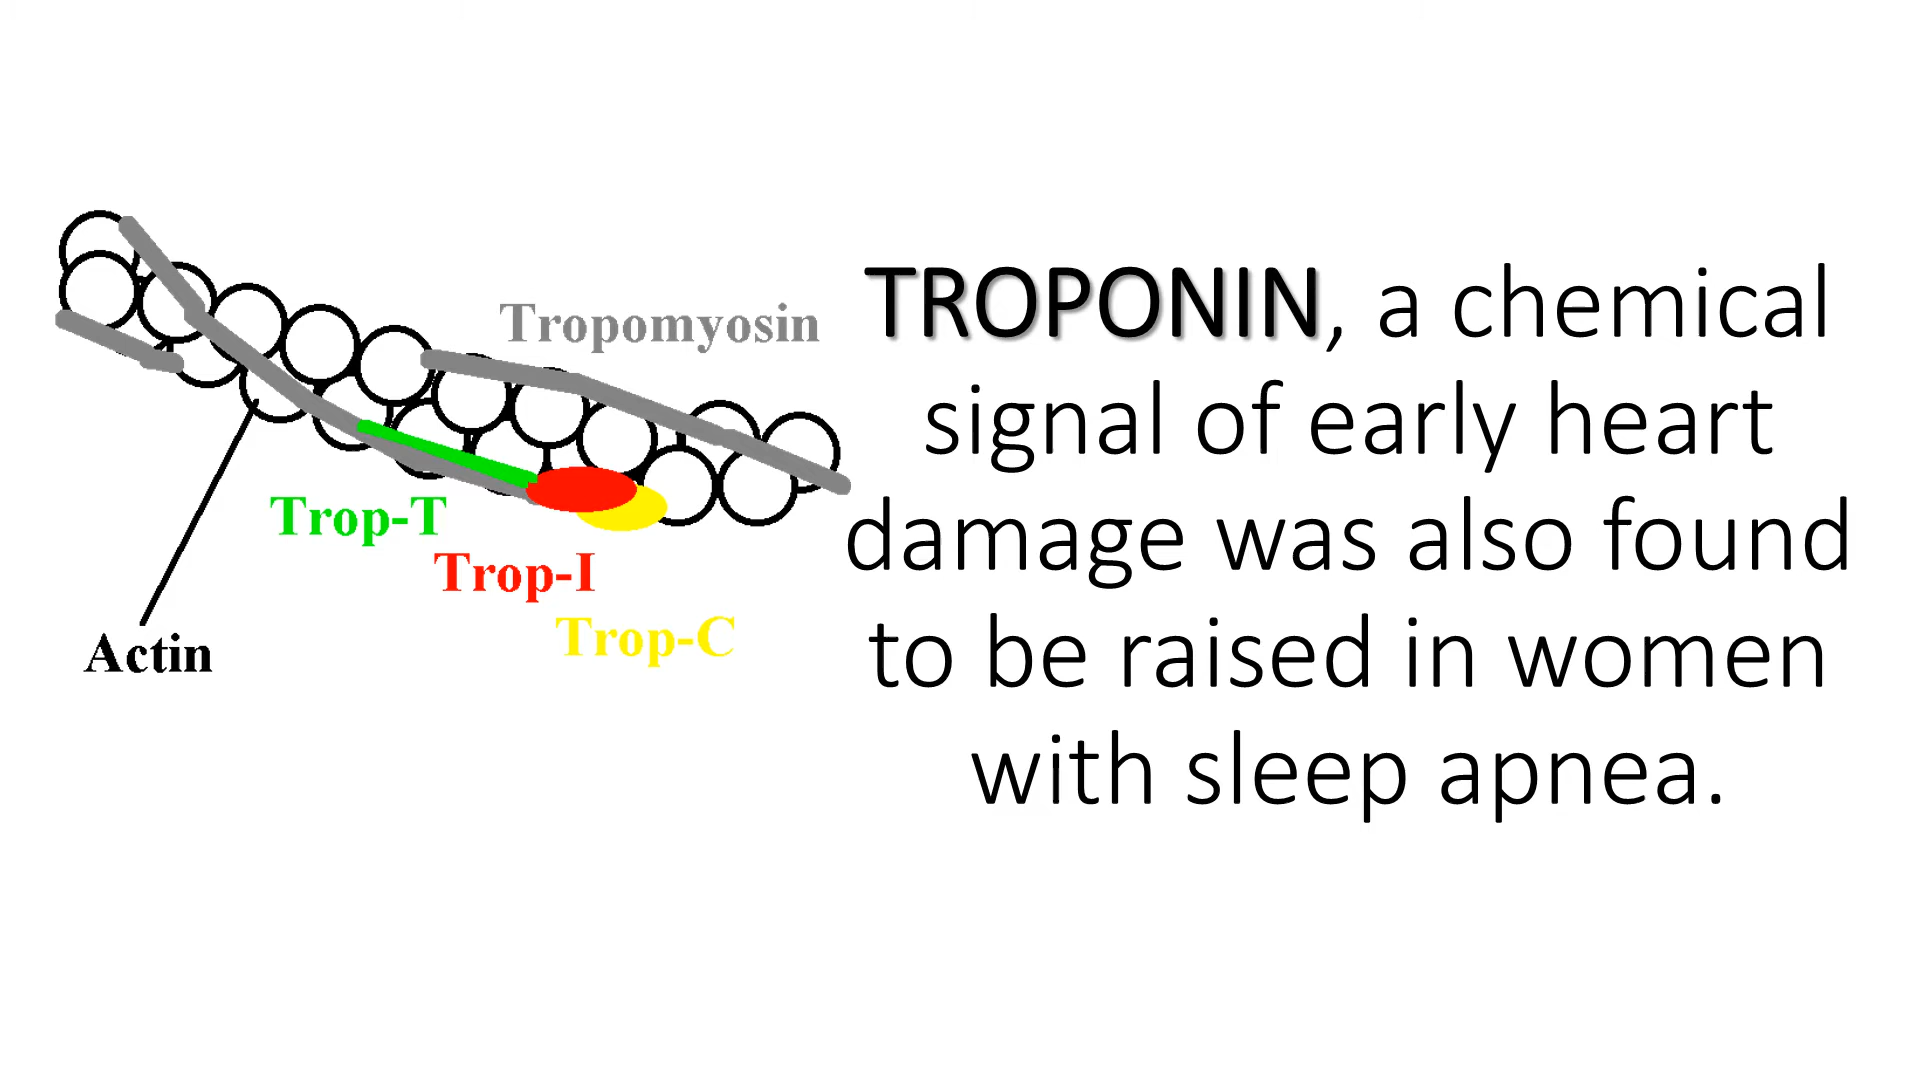 Tropomyosin
Trop-T
Trop-I
Trop-C
Actin
TROPONIN, a chemical
signal of early heart
damage was also found
to be raised in women
with sleep apnea.